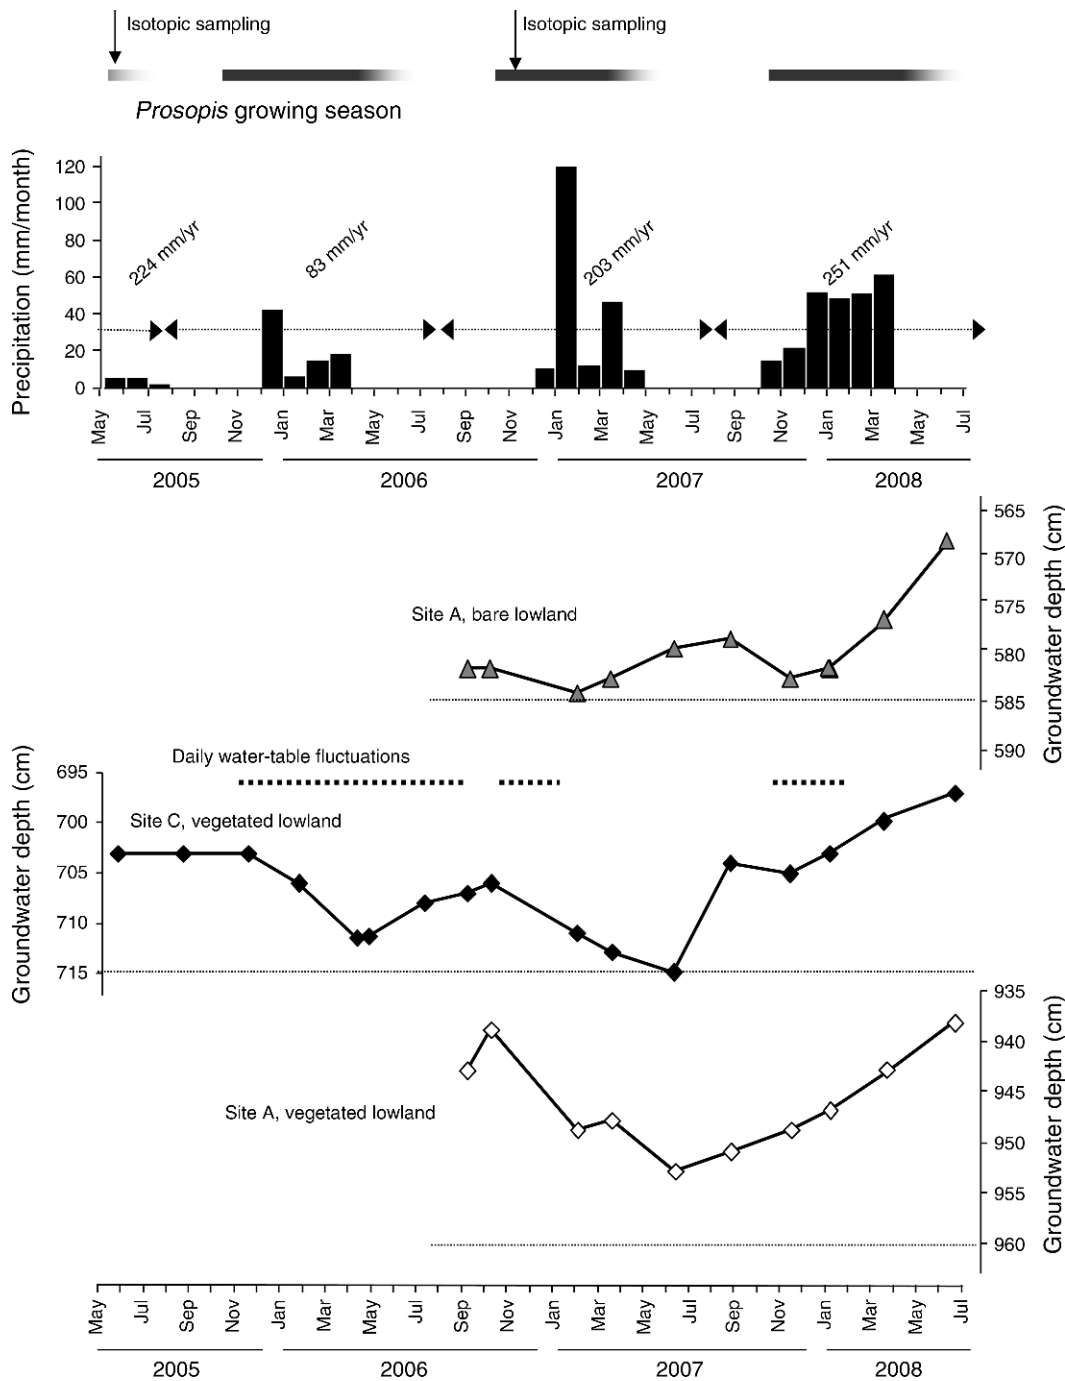 Isotopic sampling
Isotopic sampling
Prosopis growing season
Precipitation (mm/month)
120
100
80
60
40
20
0
224 mm/yr
83 mm/yr
203 mm/yr
251 mm/yr
May Jul Sep Nov Jan Mar May Jul Sep Nov Jan Mar May Jul Sep Nov Jan Mar May Jul
2005 2006 2007 2008
Groundwater depth (cm)
565
570
575
580
585
590
Site A, bare lowland
Groundwater depth (cm)
695
700
705
710
715
Daily water-table fluctuations
Site C, vegetated lowland
Groundwater depth (cm)
935
940
945
950
955
960
Site A, vegetated lowland
May Jul Sep Nov Jan Mar May Jul Sep Nov Jan Mar May Jul Sep Nov Jan Mar May Jul
2005 2006 2007 2008